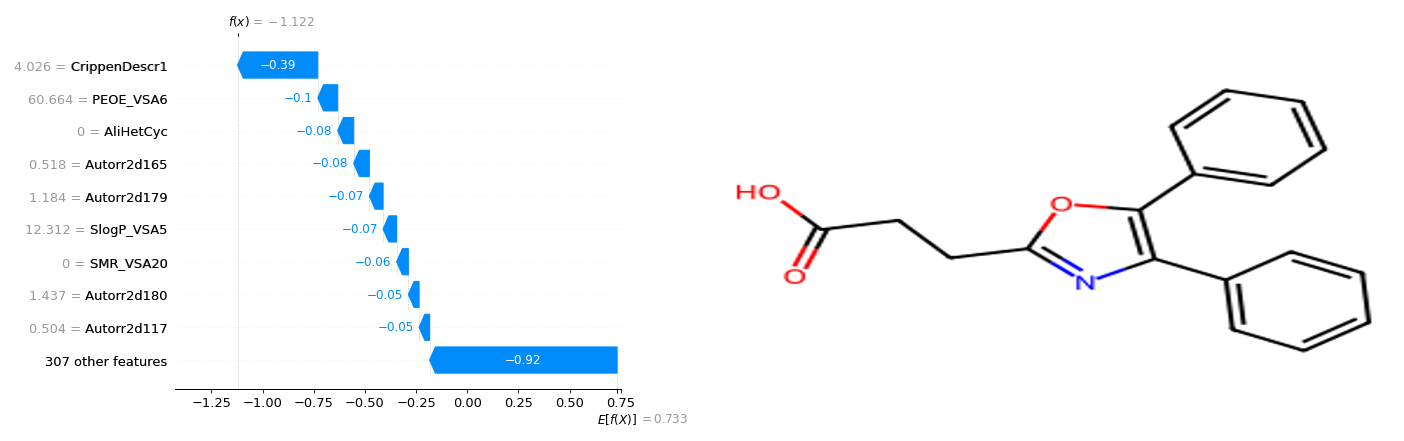 f(x) = −1.122
4.026 = CrippenDescr1
−0.39
60.664 = PEOE_VSA6
−0.1
0 = AliHetCyc
−0.08
0.518 = Autorr2d165
−0.08
1.184 = Autorr2d179
−0.07
12.312 = SlogP_VSA5
−0.07
0 = SMR_VSA20
−0.06
1.437 = Autorr2d180
−0.05
0.504 = Autorr2d117
−0.05
307 other features
−0.92
−1.25 −1.00 −0.75 −0.50 −0.25 0.00 0.25 0.50 0.75
E[f(X)] = 0.733
HO
O
O
N